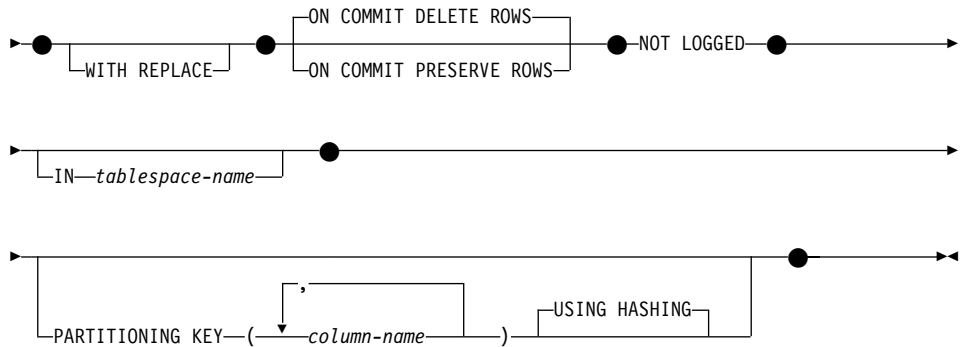 ON COMMIT DELETE ROWS
NOT LOGGED
WITH REPLACE
ON COMMIT PRESERVE ROWS
IN tablespace-name
,
USING HASHING
PARTITIONING KEY ( column-name )